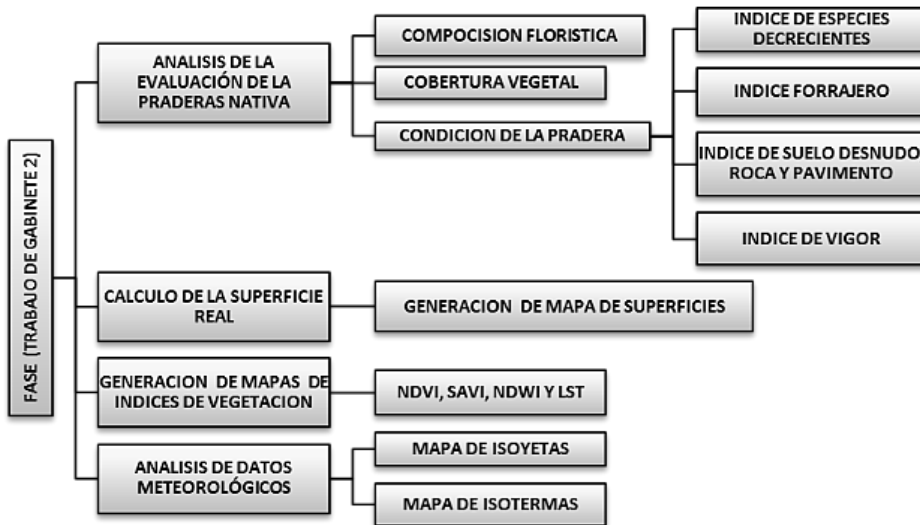 FASE (TRABAJO DE GABINETE 2)
ANALISIS DE LA
EVALUACIÓN DE LA
PRADERAS NATIVA
COMPOCISION FLORISTICA
COBERTURA VEGETAL
CONDICION DE LA PRADERA
INDICE DE ESPECIES
DECRECIENTES
INDICE FORRAJERO
INDICE DE SUELO DESNUDO,
ROCA Y PAVIMENTO
INDICE DE VIGOR
CALCULO DE LA SUPERFICIE
REAL
GENERACION DE MAPA DE SUPERFICIES
GENERACION DE MAPAS DE
INDICES DE VEGETACION
NDVI, SAVI, NDWI Y LST
ANALISIS DE DATOS
METEOROLÓGICOS
MAPA DE ISOYETAS
MAPA DE ISOTERMAS